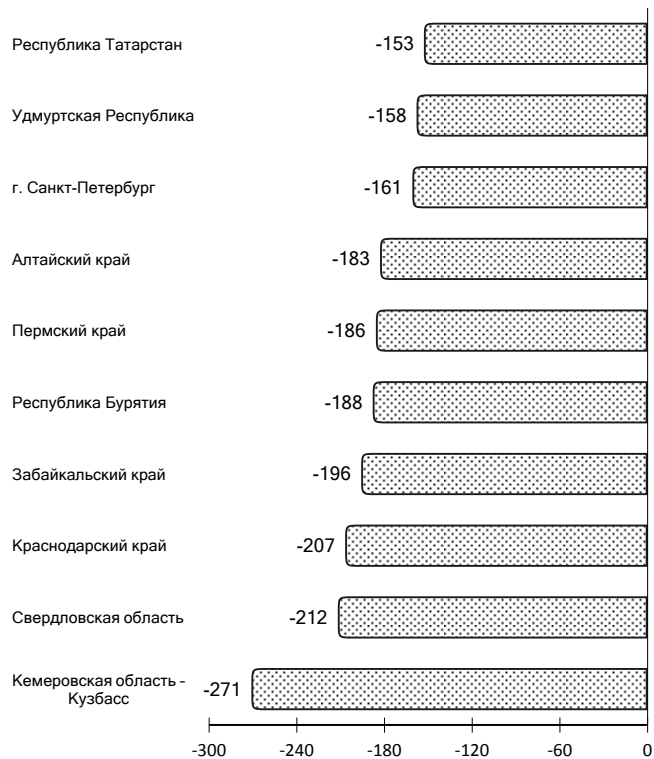 Республика Татарстан -153
Удмуртская Республика -158
г. Санкт-Петербург -161
Алтайский край -183
Пермский край -186
Республика Бурятия -188
Забайкальский край -196
Краснодарский край -207
Свердловская область -212
Кемеровская область -
Кузбасс -271
-300 -240 -180 -120 -60 0